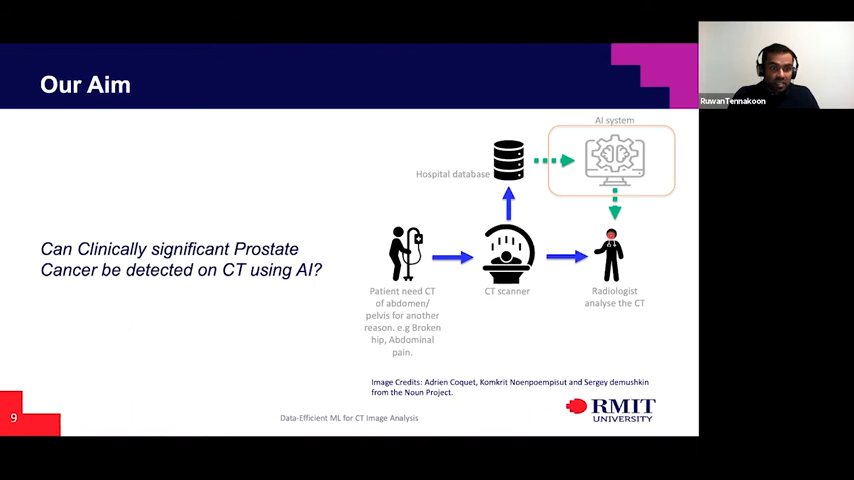 Our Aim
RuwanTennakoon
AI system
Hospital database
Can Clinically significant Prostate
Cancer be detected on CT using AI?
Patient need CT
of abdomen/
pelvis for another
reason. e.g Broken
hip, Abdominal
pain.
CT scanner
Radiologist
analyse the CT
Image Credits: Adrien Coquet, Komkrit Noenpoempisut and Sergey demushkin
from the Noun Project.
9
Data-Efficient ML for CT Image Analysis
RMIT
UNIVERSITY